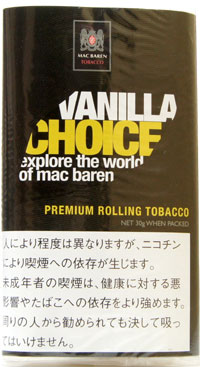 MAC BAREN
TOBACCO
VANILLA
CHOICE
explore the world
of mac baren
PREMIUM ROLLING TOBACCO
NET 30g WHEN PACKED
人により程度は異なりますが、ニコチン
により喫煙への依存が生じます。
未成年者の喫煙は、健康に対する悪
影響やたばこへの依存をより強めます。
周りの人から勧められても決して吸っ
てはいけません。